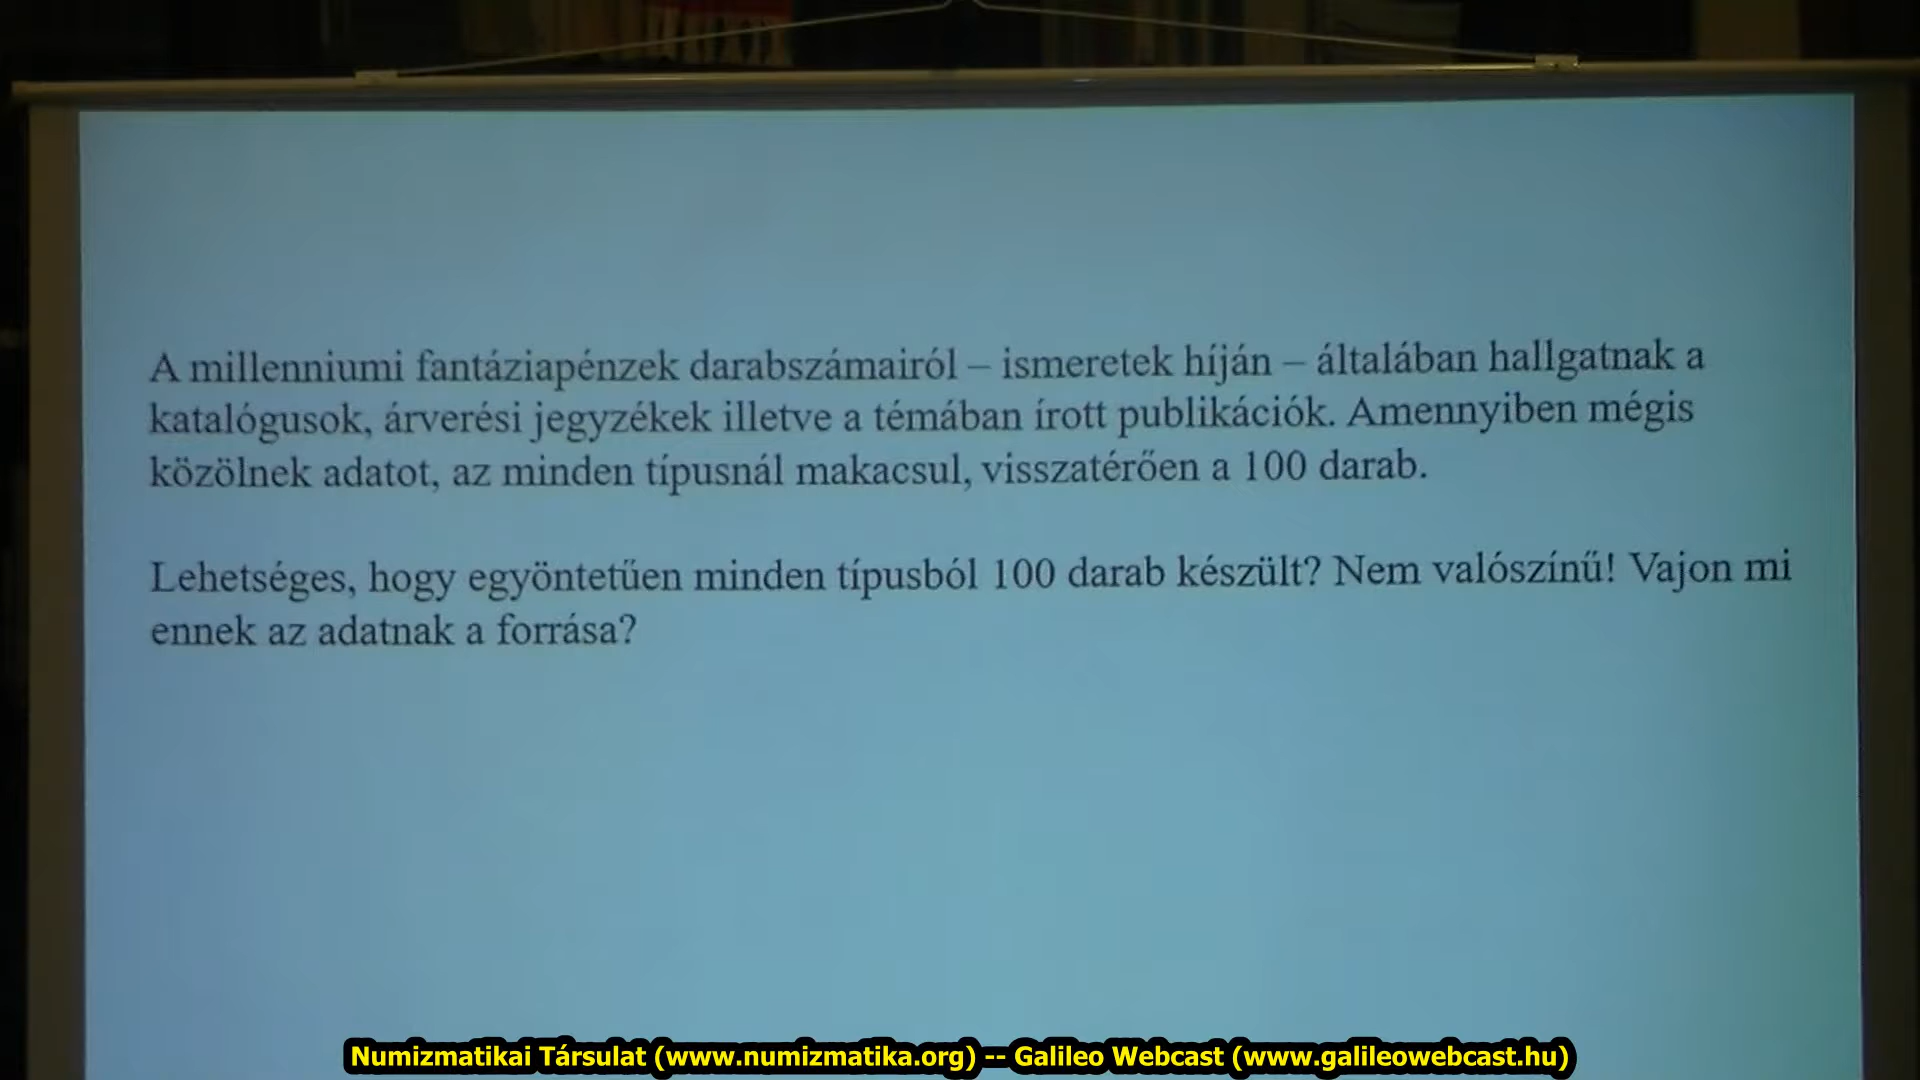 A millenniumi fantáziapénzek darabszámairól – ismeretek híján – általában hallgatnak a
katalógusok, árverési jegyzékek illetve a témában írott publikációk. Amennyiben mégis
közölnek adatot, az minden típusnál makacsul, visszatérően a 100 darab.
Lehetséges, hogy egyöntetűen minden típusból 100 darab készült? Nem valószínű! Vajon mi
ennek az adatnak a forrása?
Numizmatikai Társulat (www.numizmatika.org) -- Galileo Webcast (www.galileowebcast.hu)